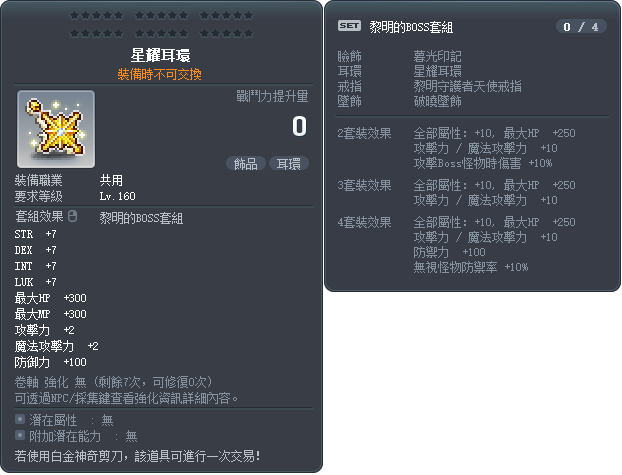 星耀耳環
裝備時不可交換
戰鬥力提升量
0
飾品 耳環
裝備職業 共用
要求等級 Lv.160
套組效果 黎明的BOSS套組
STR +7
DEX +7
INT +7
LUK +7
最大HP +300
最大MP +300
攻擊力 +2
魔法攻擊力 +2
防御力 +100
卷軸 強化 無 (剩餘7次, 可修復0次)
可透過NPC/採集鍵查看強化資訊詳細內容。
潛在屬性 : 無
附加潛在能力 : 無
若使用白金神奇剪刀，該道具可進行一次交易!
SET 黎明的BOSS套組 0 / 4
臉飾 暮光印記
耳環 星耀耳環
戒指 黎明守護者天使戒指
墜飾 破曉墜飾
2套裝效果 全部屬性: +10, 最大HP +250
攻擊力 / 魔法攻擊力 +10
攻擊Boss怪物時傷害 +10%
3套裝效果 全部屬性: +10, 最大HP +250
攻擊力 / 魔法攻擊力 +10
4套裝效果 全部屬性: +10, 最大HP +250
攻擊力 / 魔法攻擊力 +10
防禦力 +100
無視怪物防禦率 +10%